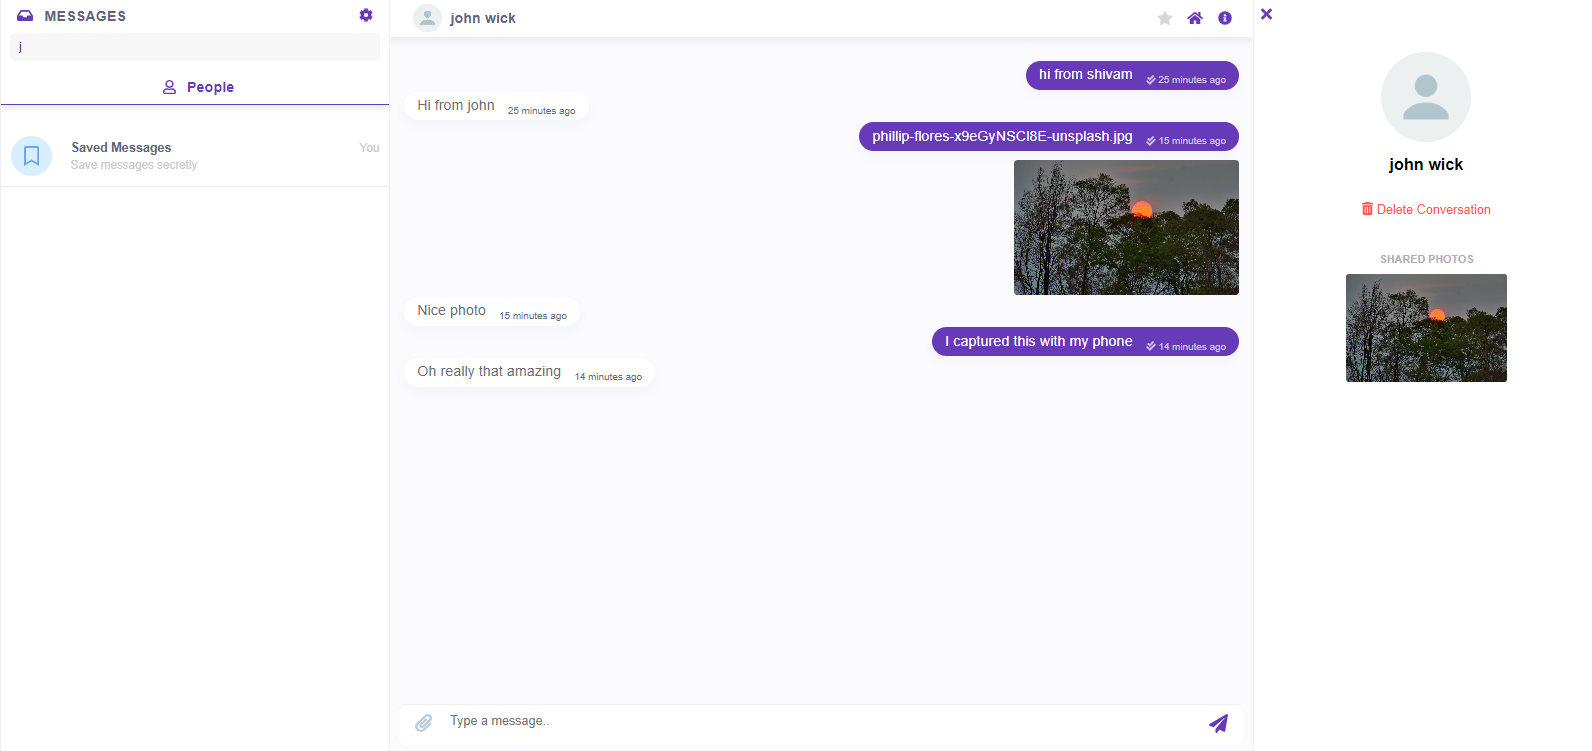 MESSAGES
j
People
Saved Messages
You
Save messages secretly
john wick
hi from shivam 25 minutes ago
Hi from john 25 minutes ago
phillip-flores-x9eGyNSCI8E-unsplash.jpg 15 minutes ago
Nice photo 15 minutes ago
I captured this with my phone 14 minutes ago
Oh really that amazing 14 minutes ago
Type a message..
john wick
Delete Conversation
SHARED PHOTOS